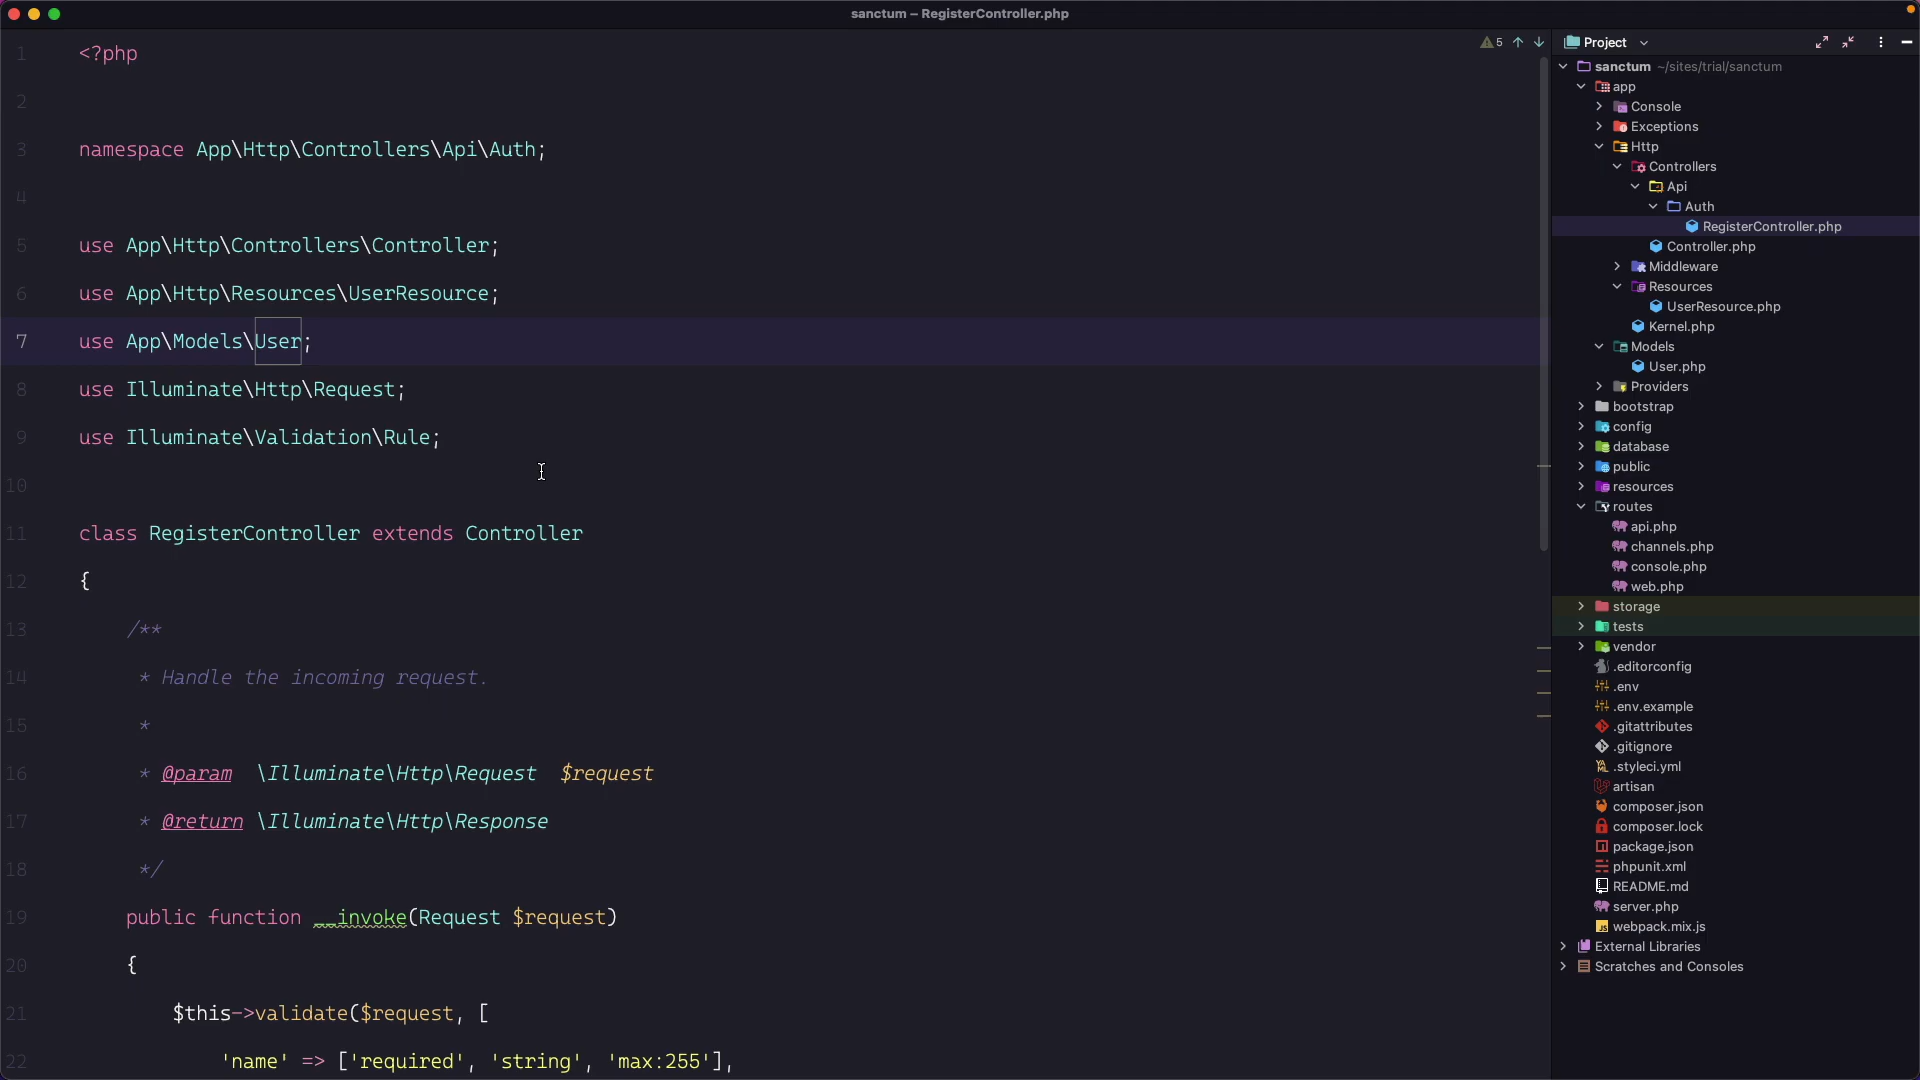 sanctum – RegisterController.php
1 <?php
2
3 namespace App\Http\Controllers\Api\Auth;
4
5 use App\Http\Controllers\Controller;
6 use App\Http\Resources\UserResource;
7 use App\Models\User;
8 use Illuminate\Http\Request;
9 use Illuminate\Validation\Rule;
10
11 class RegisterController extends Controller
12 {
13 /**
14 * Handle the incoming request.
15 *
16 * @param  \Illuminate\Http\Request  $request
17 * @return \Illuminate\Http\Response
18 */
19 public function __invoke(Request $request)
20 {
21 $this->validate($request, [
22 'name' => ['required', 'string', 'max:255'],
5
Project
sanctum ~/sites/trial/sanctum
app
Console
Exceptions
Http
Controllers
Api
Auth
RegisterController.php
Controller.php
Middleware
Resources
UserResource.php
Kernel.php
Models
User.php
Providers
bootstrap
config
database
public
resources
routes
api.php
channels.php
console.php
web.php
storage
tests
vendor
.editorconfig
.env
.env.example
.gitattributes
.gitignore
.styleci.yml
artisan
composer.json
composer.lock
package.json
phpunit.xml
README.md
server.php
webpack.mix.js
External Libraries
Scratches and Consoles